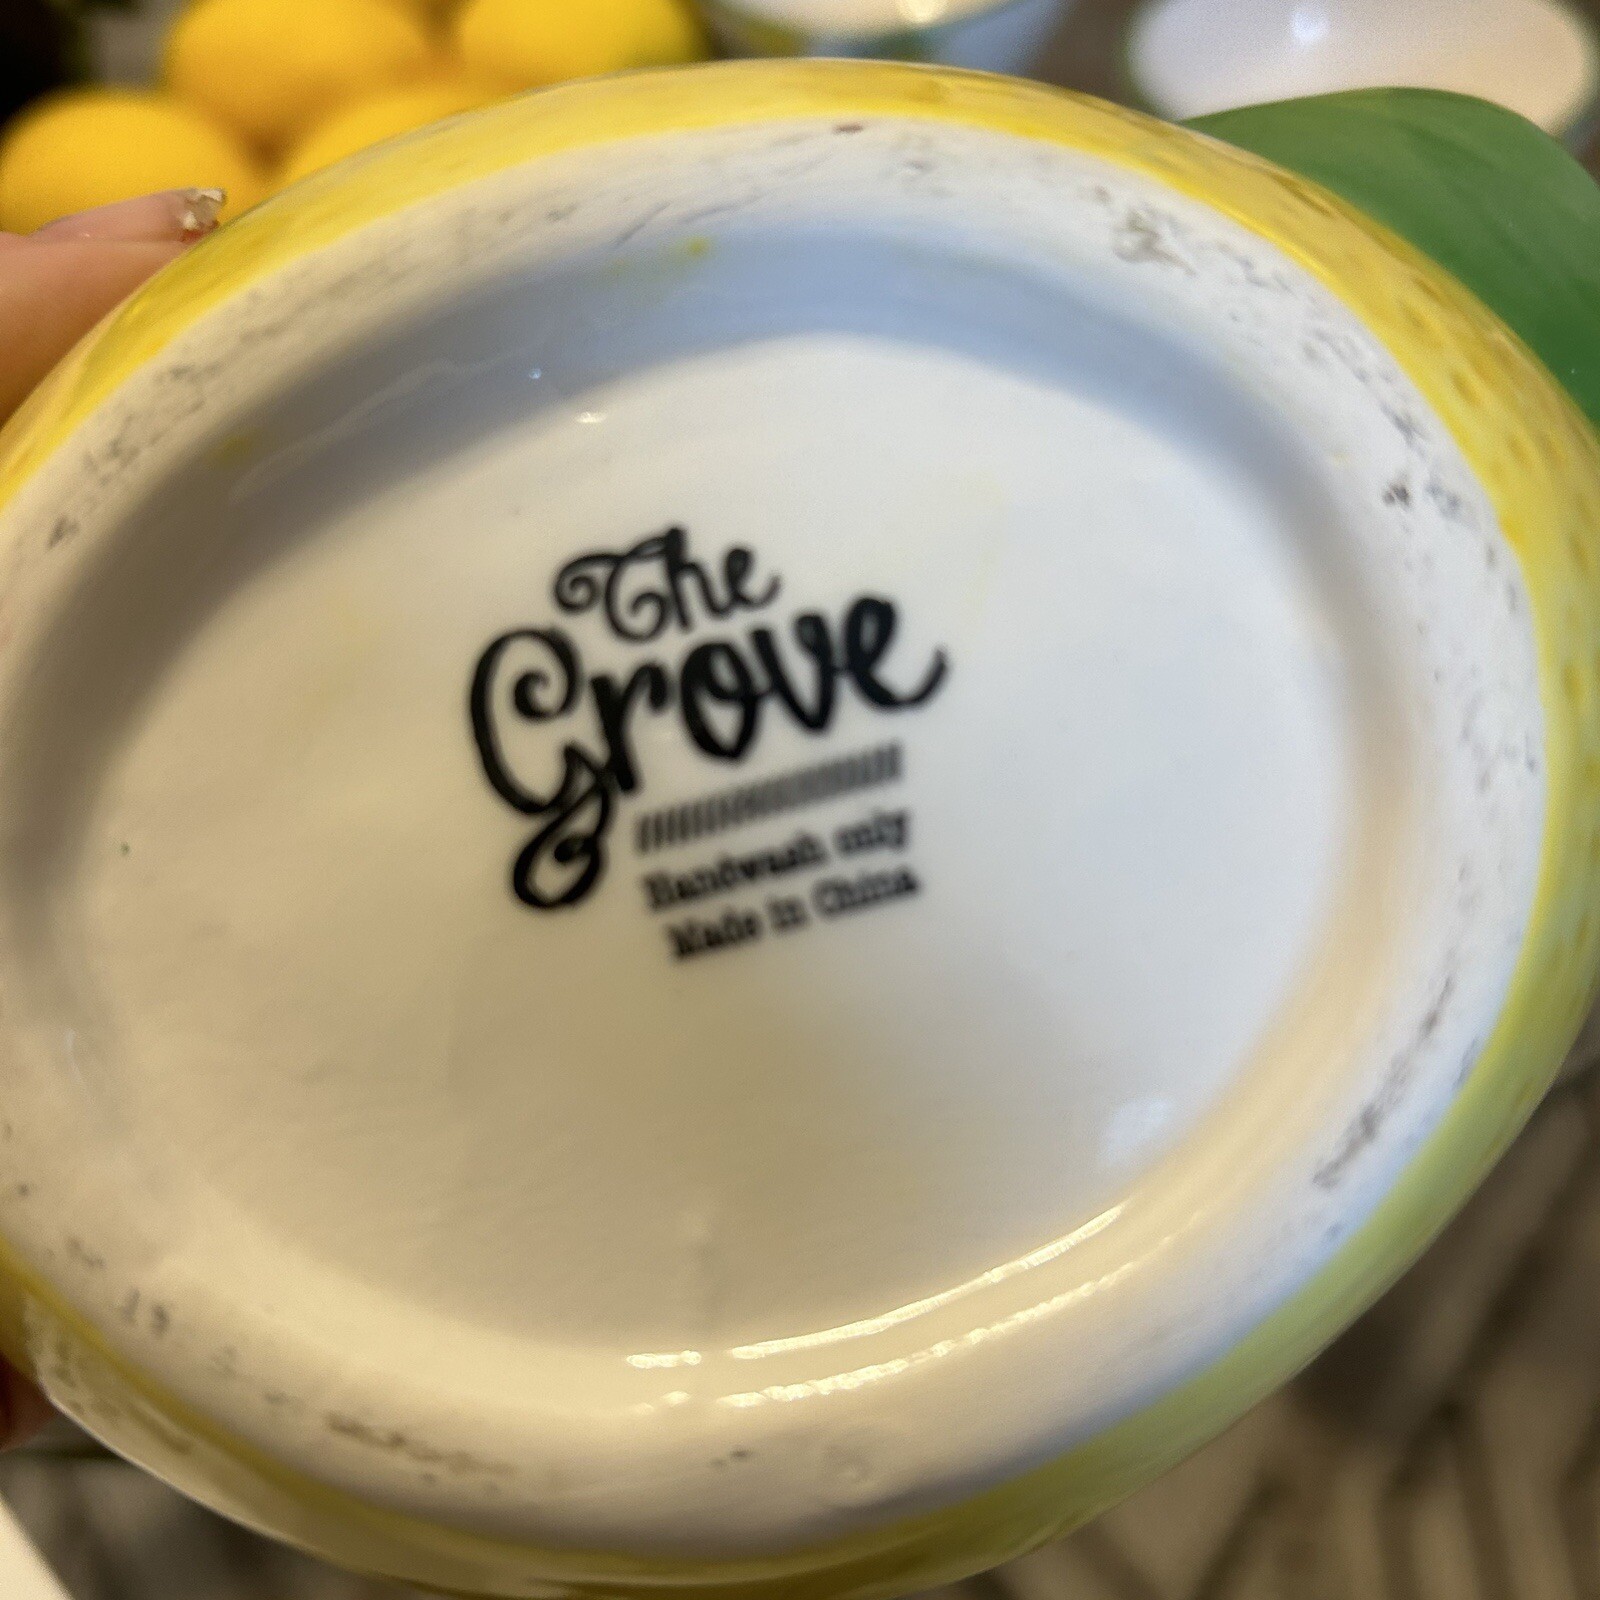 The
Grove
Handwash only
Made in China